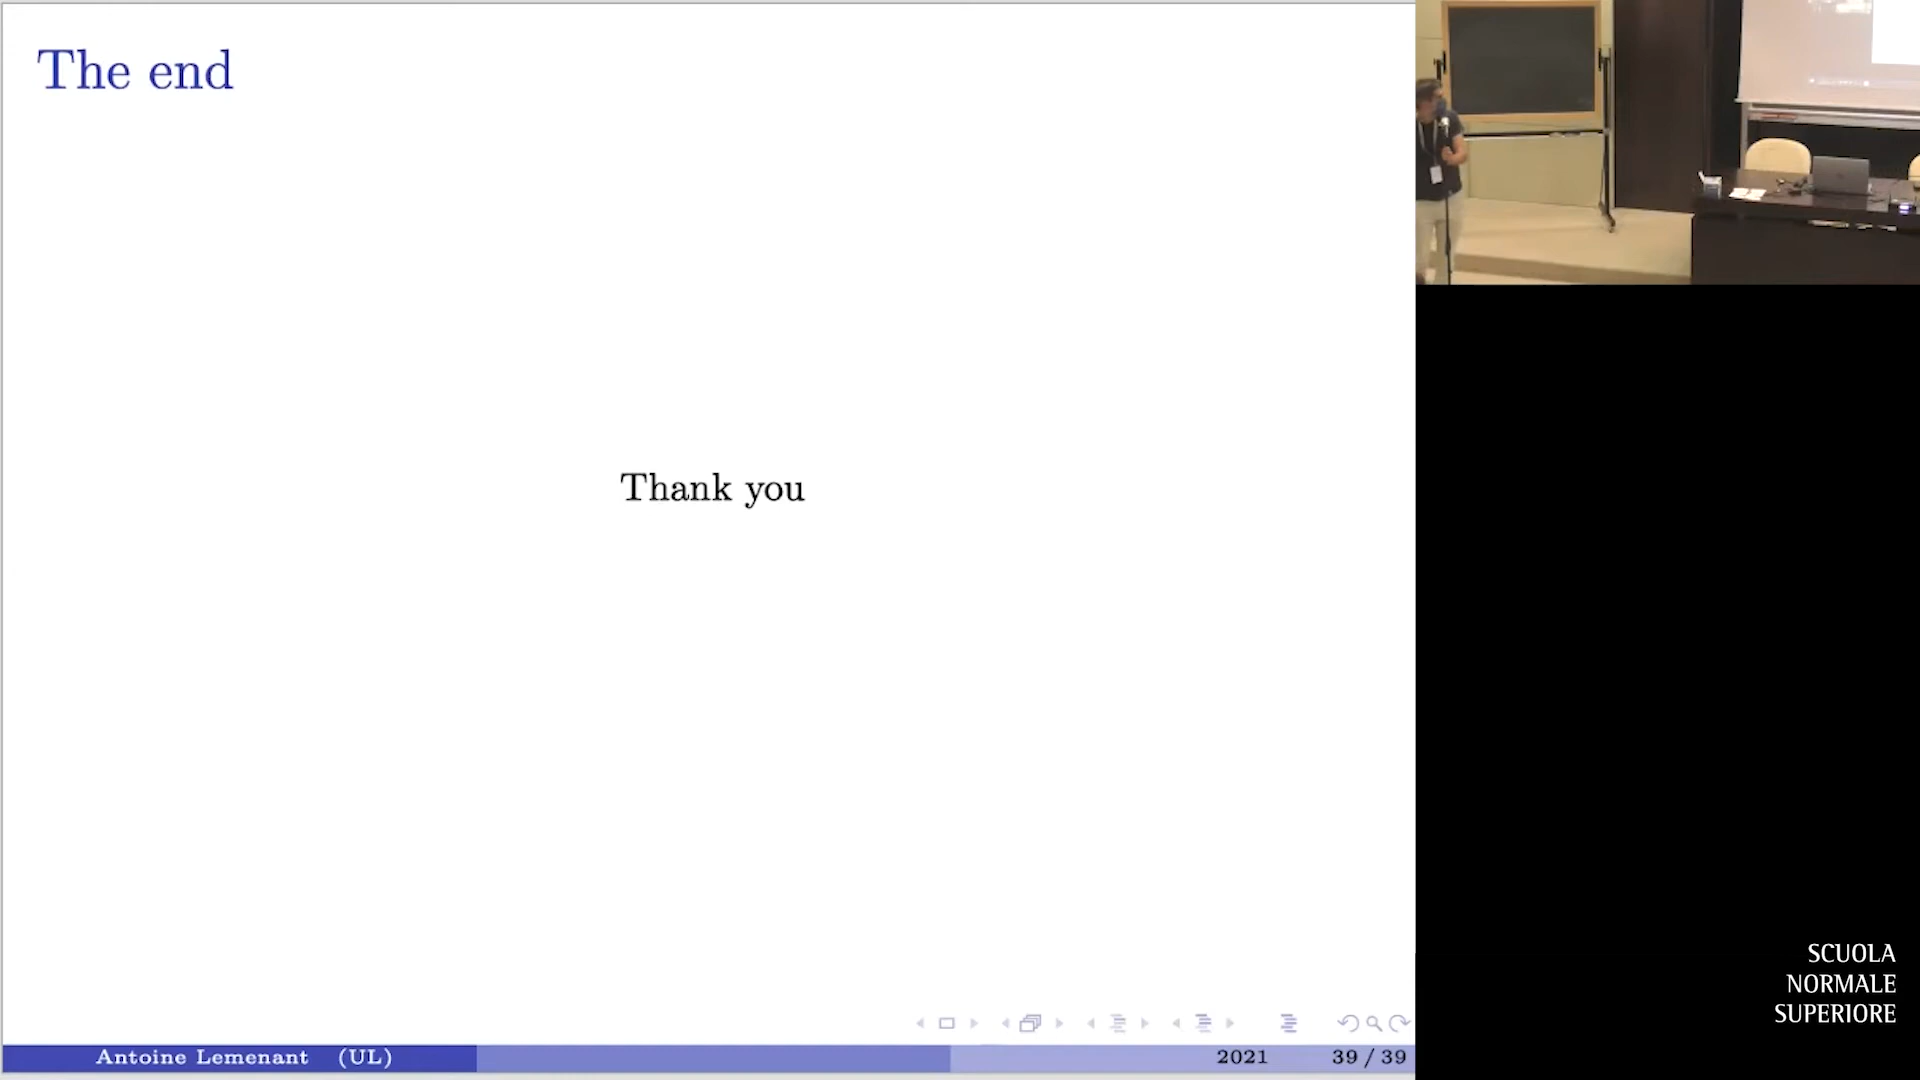 The end
Thank you
Antoine Lemenant (UL)
2021
39 / 39
SCUOLA
NORMALE
SUPERIORE